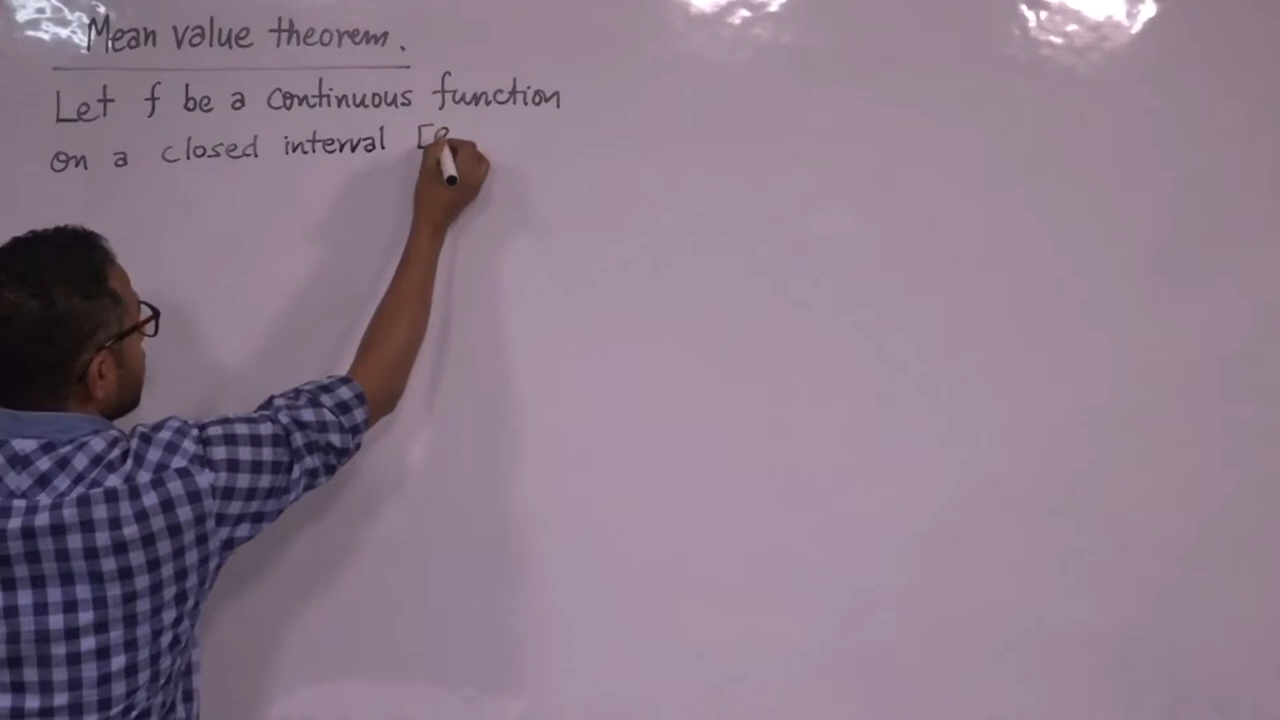 Mean value theorem.
Let f be a continuous function
on a closed interval [